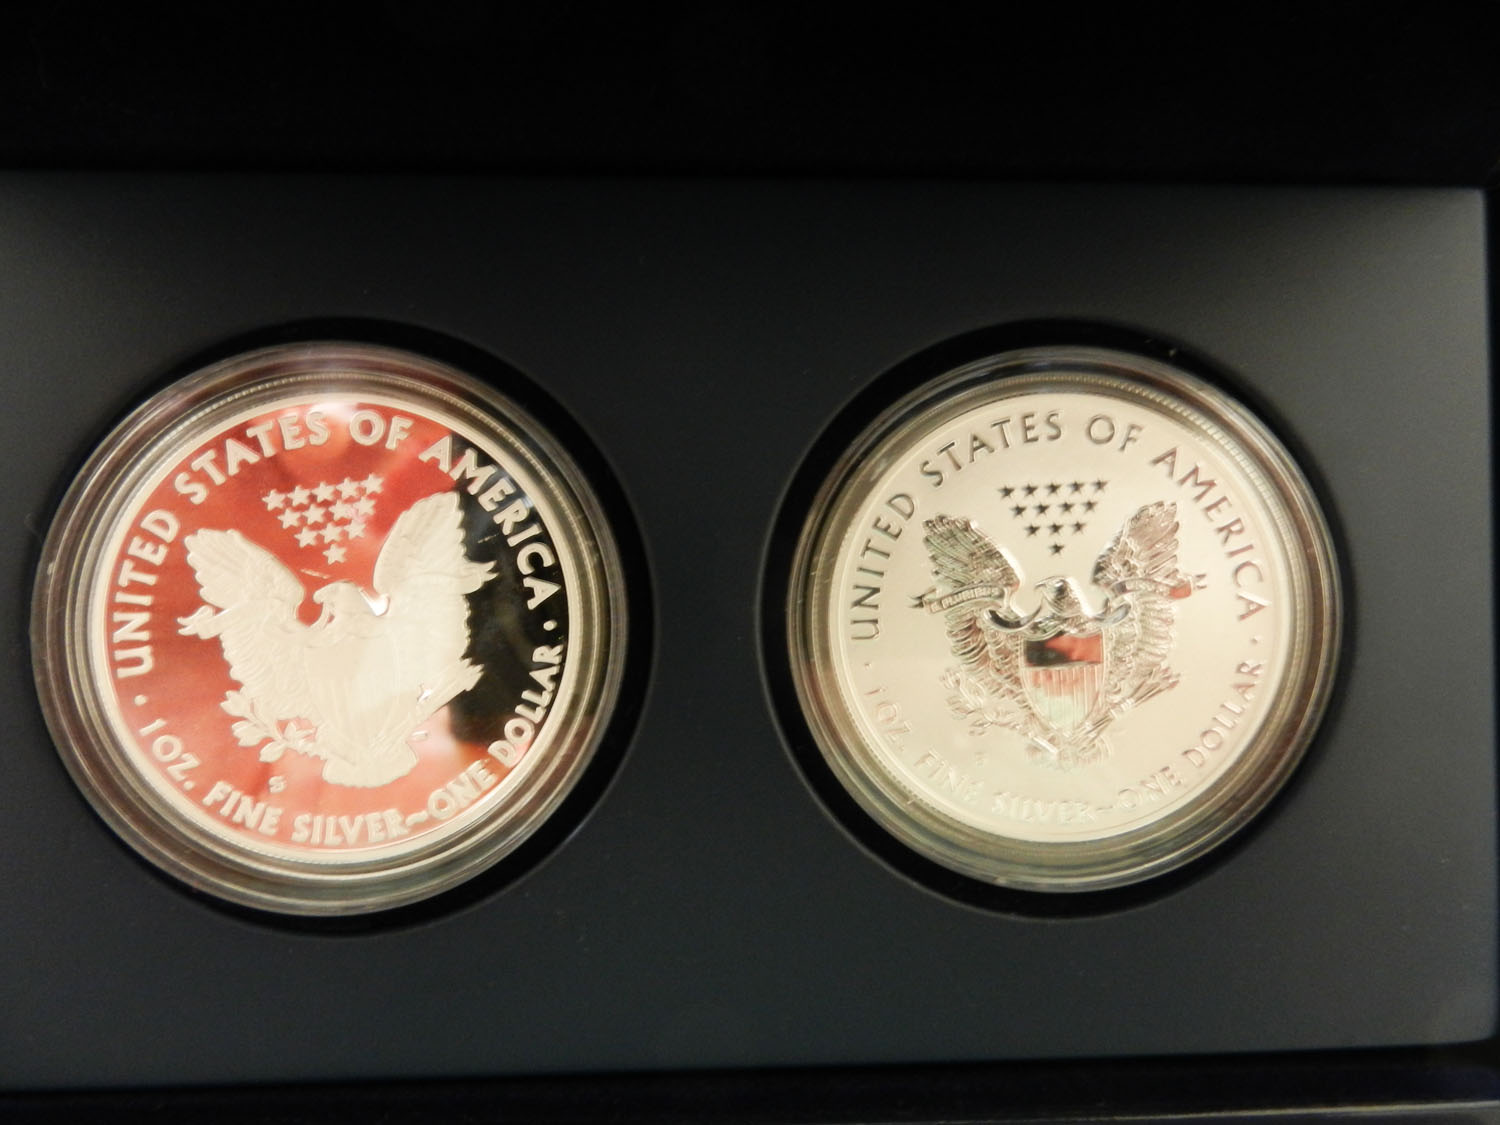 UNITED STATES OF AMERICA
· 1 OZ. FINE SILVER~ONE DOLLAR ·
S
UNITED STATES OF AMERICA
E PLURIBUS
· 1 OZ. FINE SILVER~ONE DOLLAR ·
S